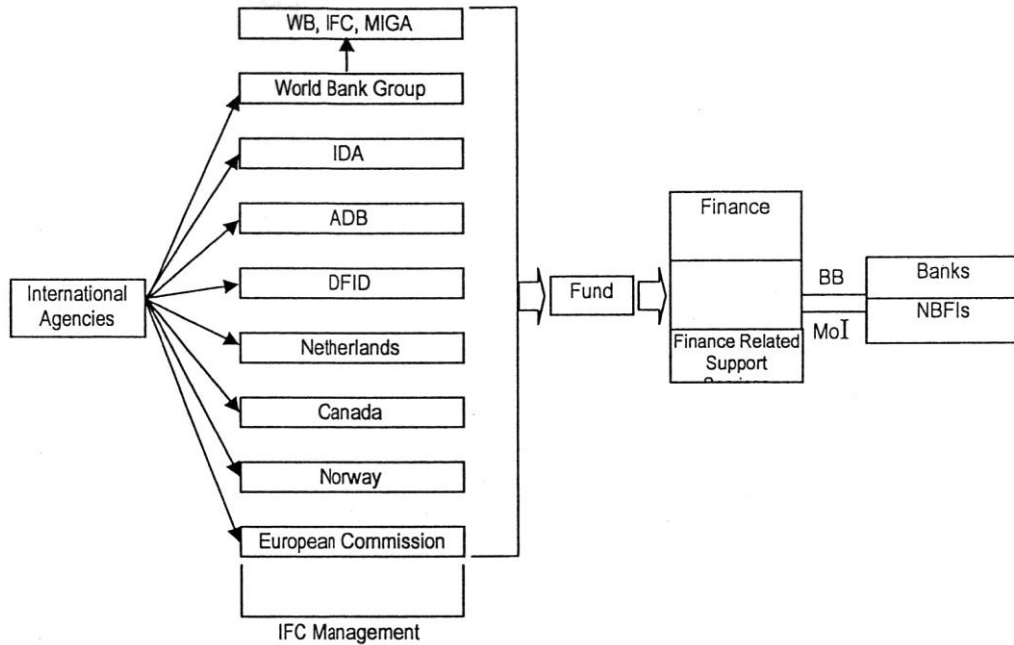 WB, IFC, MIGA
World Bank Group
IDA
ADB
DFID
International
Agencies
Netherlands
Canada
Norway
European Commission
IFC Management
Fund
Finance
Finance Related
Support
BB
MoI
Banks
NBFIs